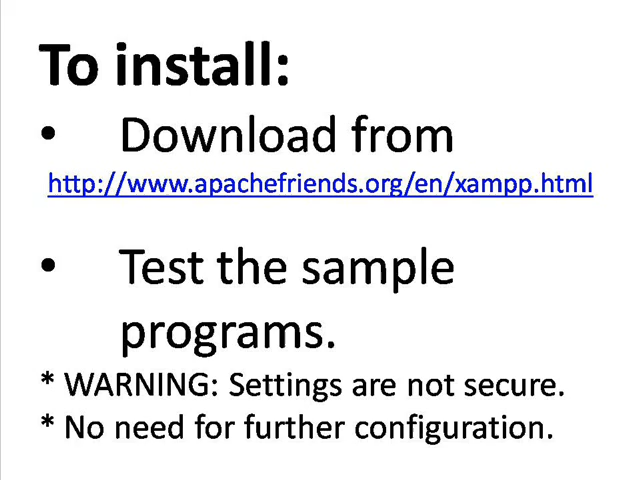 To install:
• Download from
http://www.apachefriends.org/en/xampp.html
• Test the sample
programs.
* WARNING: Settings are not secure.
* No need for further configuration.